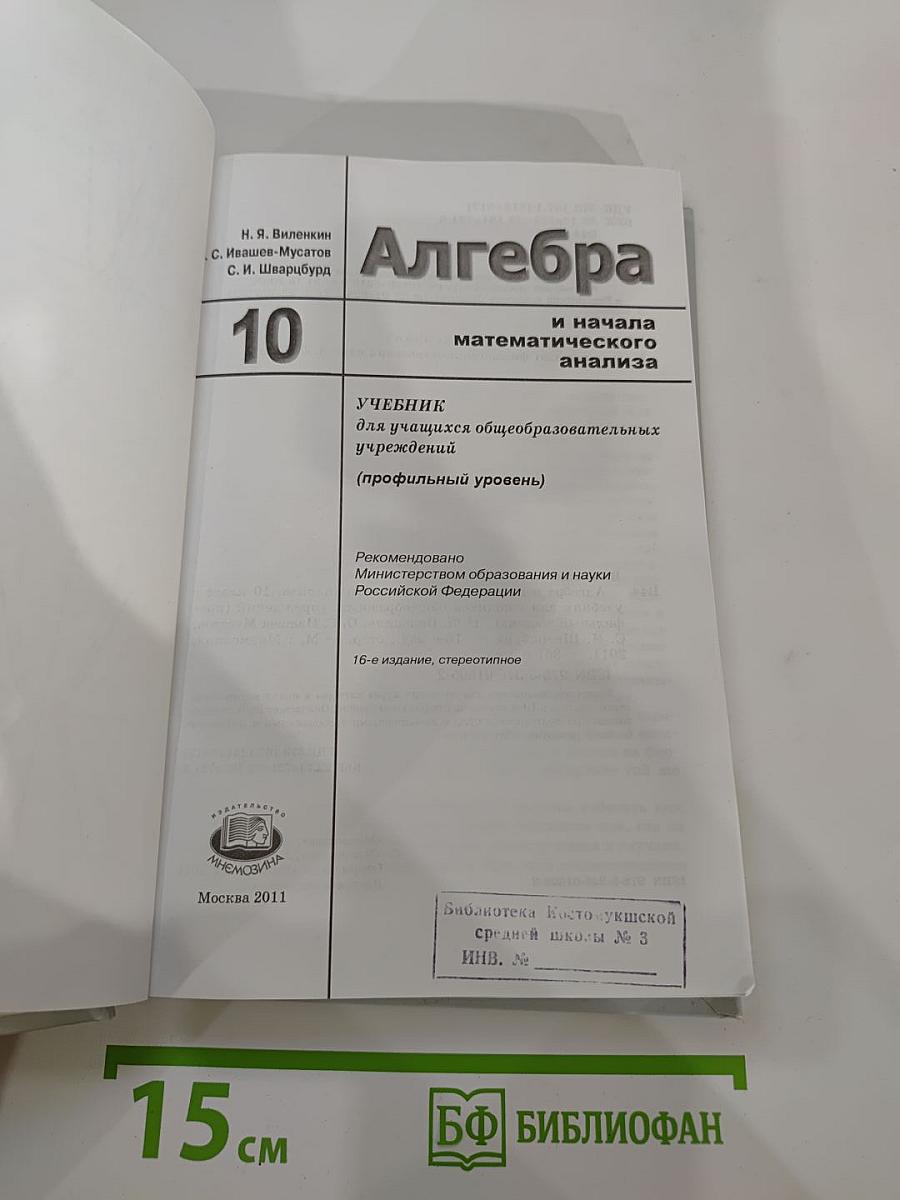 Н. Я. Виленкин
. С. Ивашев-Мусатов
С. И. Шварцбурд
Алгебра
10
и начала
математического
анализа
УЧЕБНИК
для учащихся общеобразовательных
учреждений
(профильный уровень)
Рекомендовано
Министерством образования и науки
Российской Федерации
16-е издание, стереотипное
ИЗДАТЕЛЬСТВО
МНЕМОЗИНА
Москва 2011
Библиотека Костомукшской
средней школы № 3
ИНВ. №
15 см
БФ БИБЛИОФАН